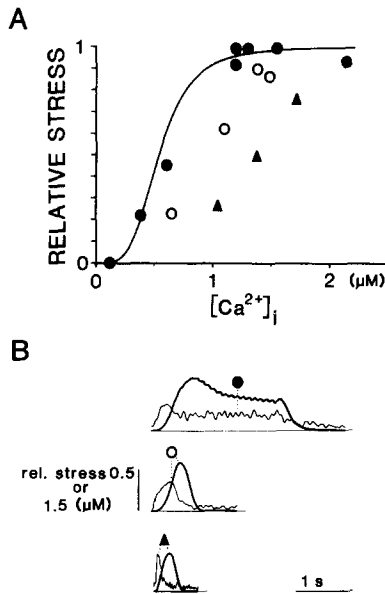 A
RELATIVE STRESS
1
0
0
1
2
(μM)
[Ca²⁺]ᵢ
B
rel. stress 0.5
or
1.5 (μM)
1 s